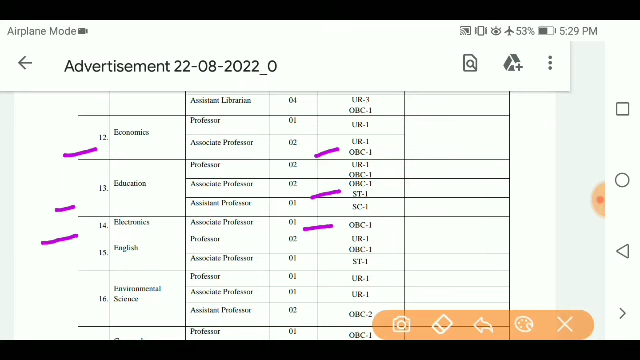 Airplane Mode 53% 5:29 PM
Advertisement 22-08-2022_0
Assistant Librarian 04 UR-3
OBC-1
12. Economics Professor 01 UR-1
Associate Professor 02 UR-1
OBC-1
13. Education Professor 02 UR-1
OBC-1
Associate Professor 02 OBC-1
ST-1
Assistant Professor 01 SC-1
14. Electronics Associate Professor 01 OBC-1
15. English Professor 02 UR-1
OBC-1
Associate Professor 01 ST-1
16. Environmental Science Professor 01 UR-1
Associate Professor 01 UR-1
Assistant Professor 02 OBC-2
Professor 01 OBC-1